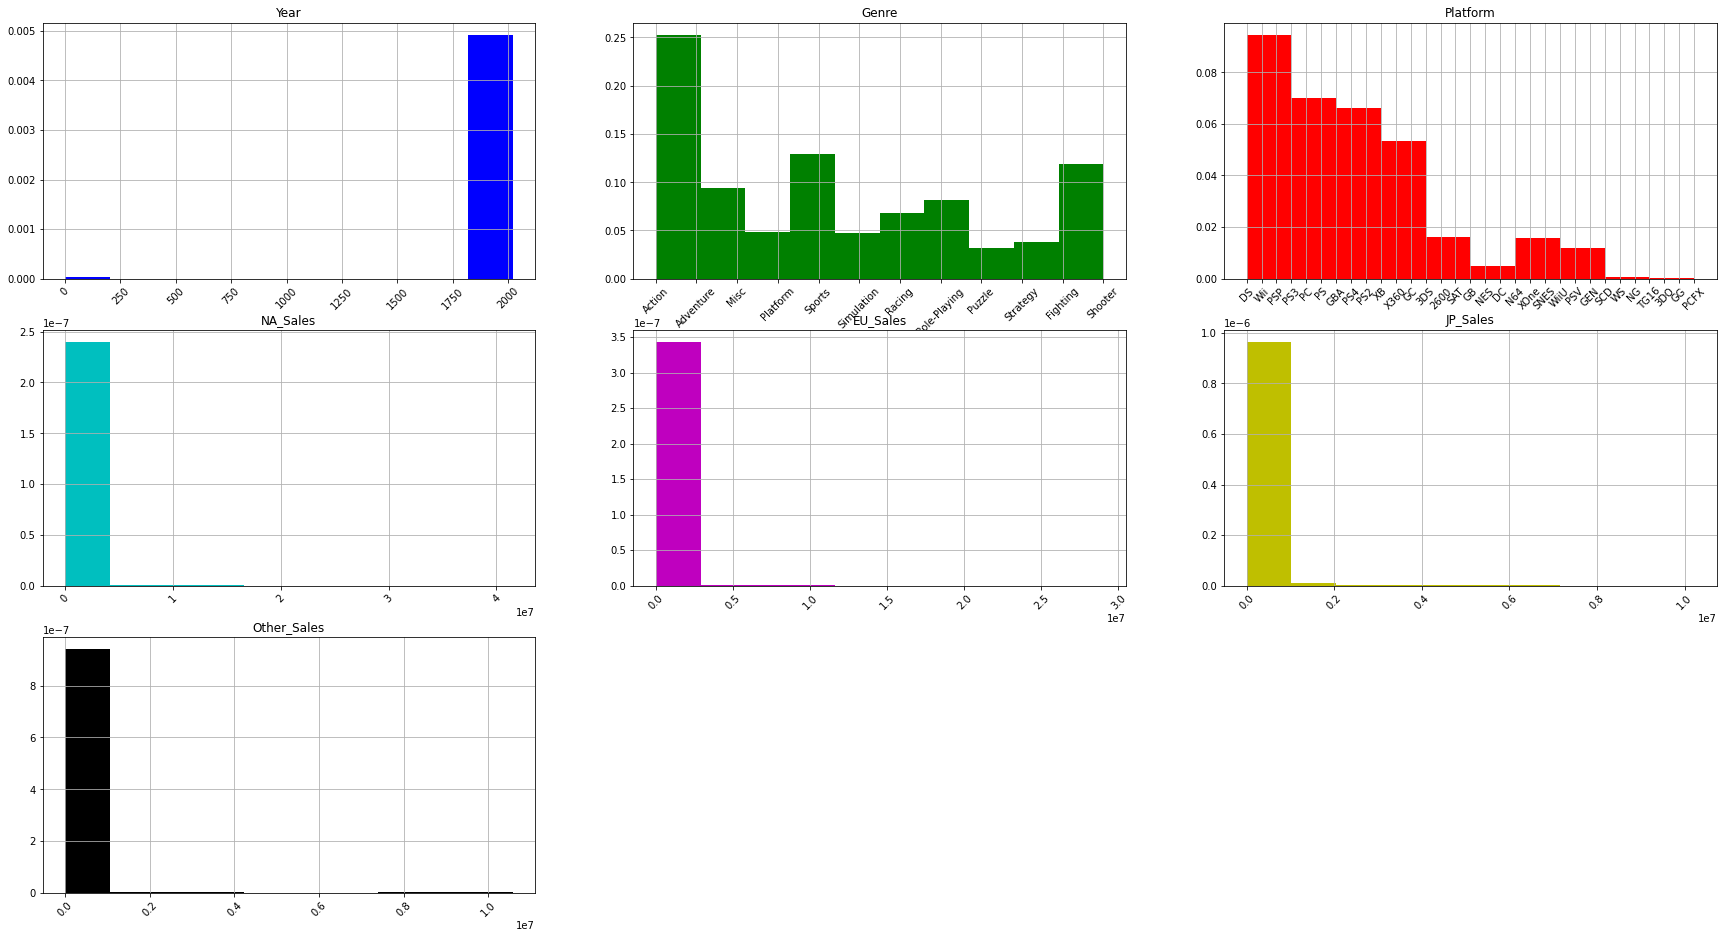 Year
0.005
0.004
0.003
0.002
0.001
0.000
0
250
500
750
1000
1250
1500
1750
2000
Genre
0.25
0.20
0.15
0.10
0.05
0.00
Action
Adventure
Misc
Platform
Sports
Simulation
Racing
Role-Playing
Puzzle
Strategy
Fighting
Shooter
Platform
0.08
0.06
0.04
0.02
0.00
DS
Wii
PSP
PS3
PC
PS
GBA
PS4
PS2
XB
X360
GC
3DS
2600
SAT
GB
NES
DC
N64
XOne
SNES
WiiU
PSV
GEN
SCD
WS
NG
TG16
3DO
GG
PCFX
NA_Sales
1e−7
2.5
2.0
1.5
1.0
0.5
0.0
0
1
2
3
4
1e7
EU_Sales
1e−7
3.5
3.0
2.5
2.0
1.5
1.0
0.5
0.0
0.0
0.5
1.0
1.5
2.0
2.5
3.0
1e7
JP_Sales
1e−6
1.0
0.8
0.6
0.4
0.2
0.0
0.0
0.2
0.4
0.6
0.8
1.0
1e7
Other_Sales
1e−7
8
6
4
2
0
0.0
0.2
0.4
0.6
0.8
1.0
1e7